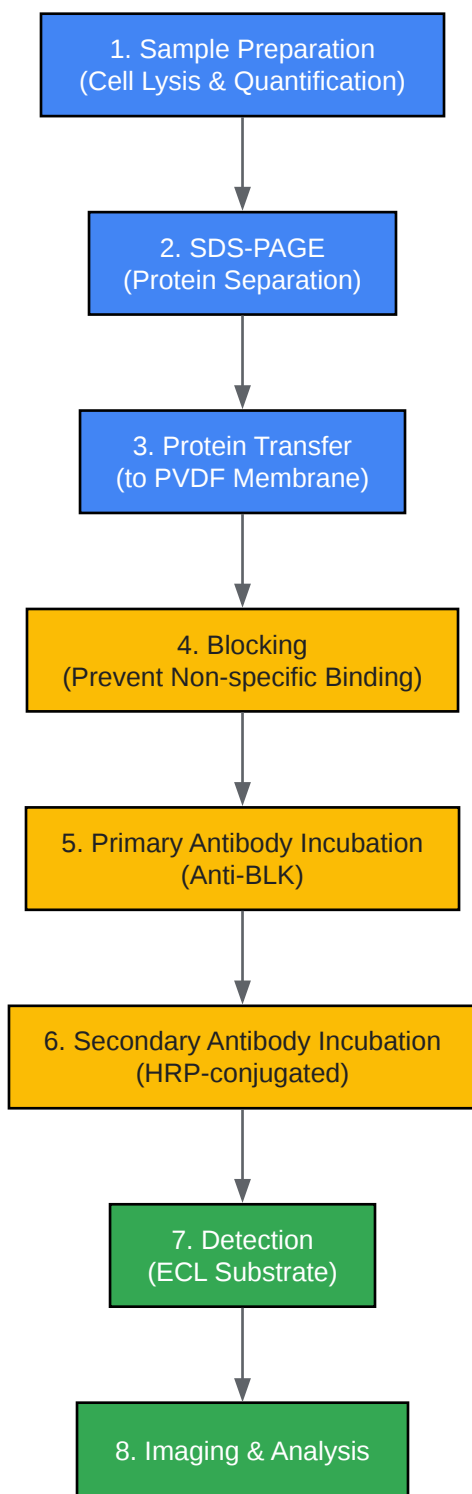 1. Sample Preparation
(Cell Lysis & Quantification)
2. SDS-PAGE
(Protein Separation)
3. Protein Transfer
(to PVDF Membrane)
4. Blocking
(Prevent Non-specific Binding)
5. Primary Antibody Incubation
(Anti-BLK)
6. Secondary Antibody Incubation
(HRP-conjugated)
7. Detection
(ECL Substrate)
8. Imaging & Analysis